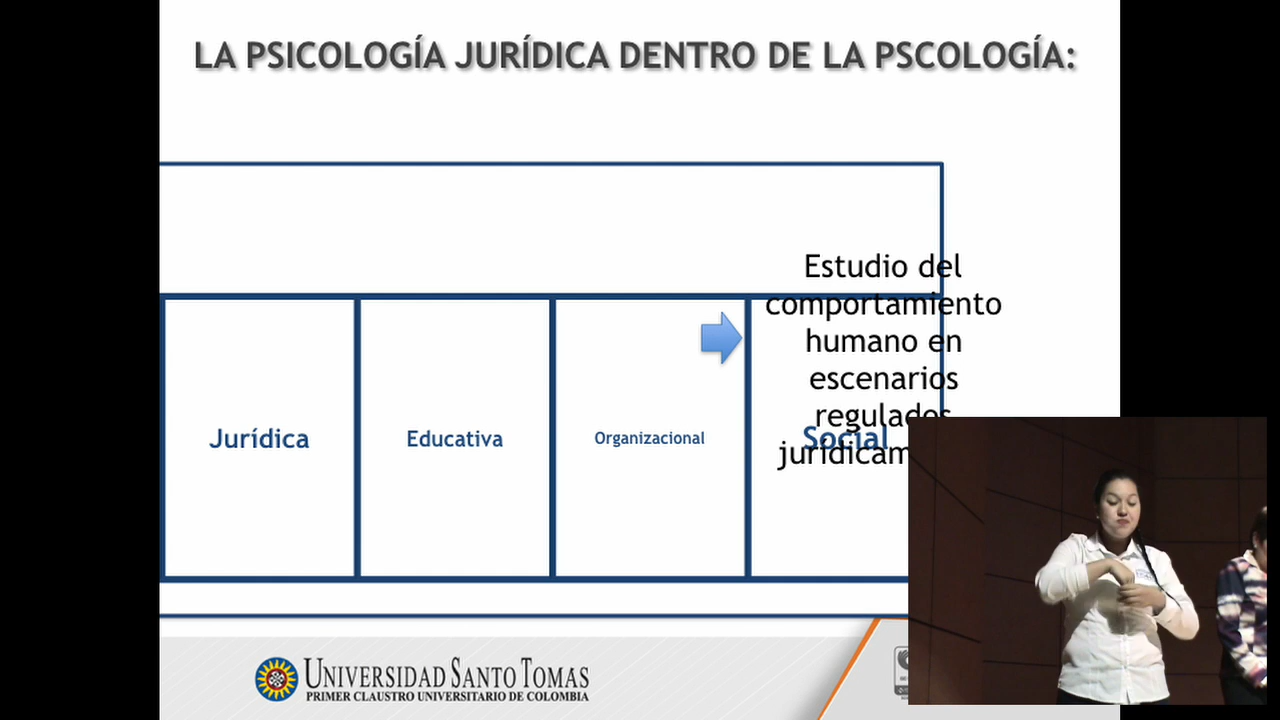 LA PSICOLOGÍA JURÍDICA DENTRO DE LA PSCOLOGÍA:
Estudio del
comportamiento
humano en
escenarios
regulados
Jurídica
Educativa
Organizacional
Social
UNIVERSIDAD SANTO TOMAS
PRIMER CLAUSTRO UNIVERSITARIO DE COLOMBIA